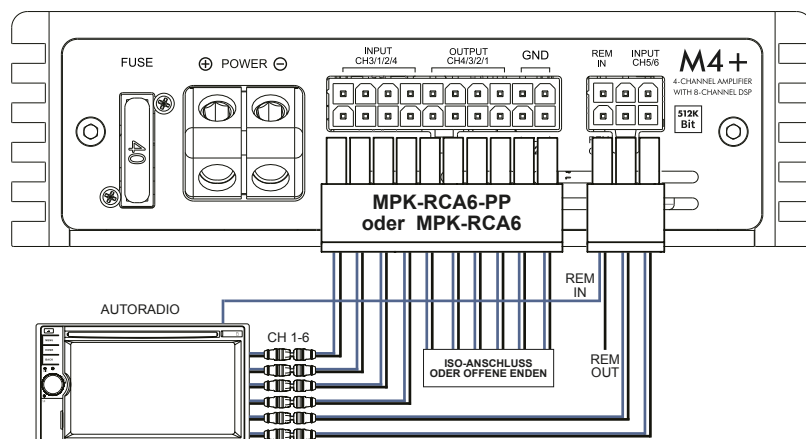 FUSE
⊕ POWER ⊖
INPUT
CH3/1/2/4
OUTPUT
CH4/3/2/1
GND
REM
IN
INPUT
CH5/6
M4+
4-CHANNEL AMPLIFIER
WITH 8-CHANNEL DSP
512K
Bit
40
MPK-RCA6-PP
oder MPK-RCA6
REM
IN
AUTORADIO
CH 1-6
ISO-ANSCHLUSS
ODER OFFENE ENDEN
REM
OUT